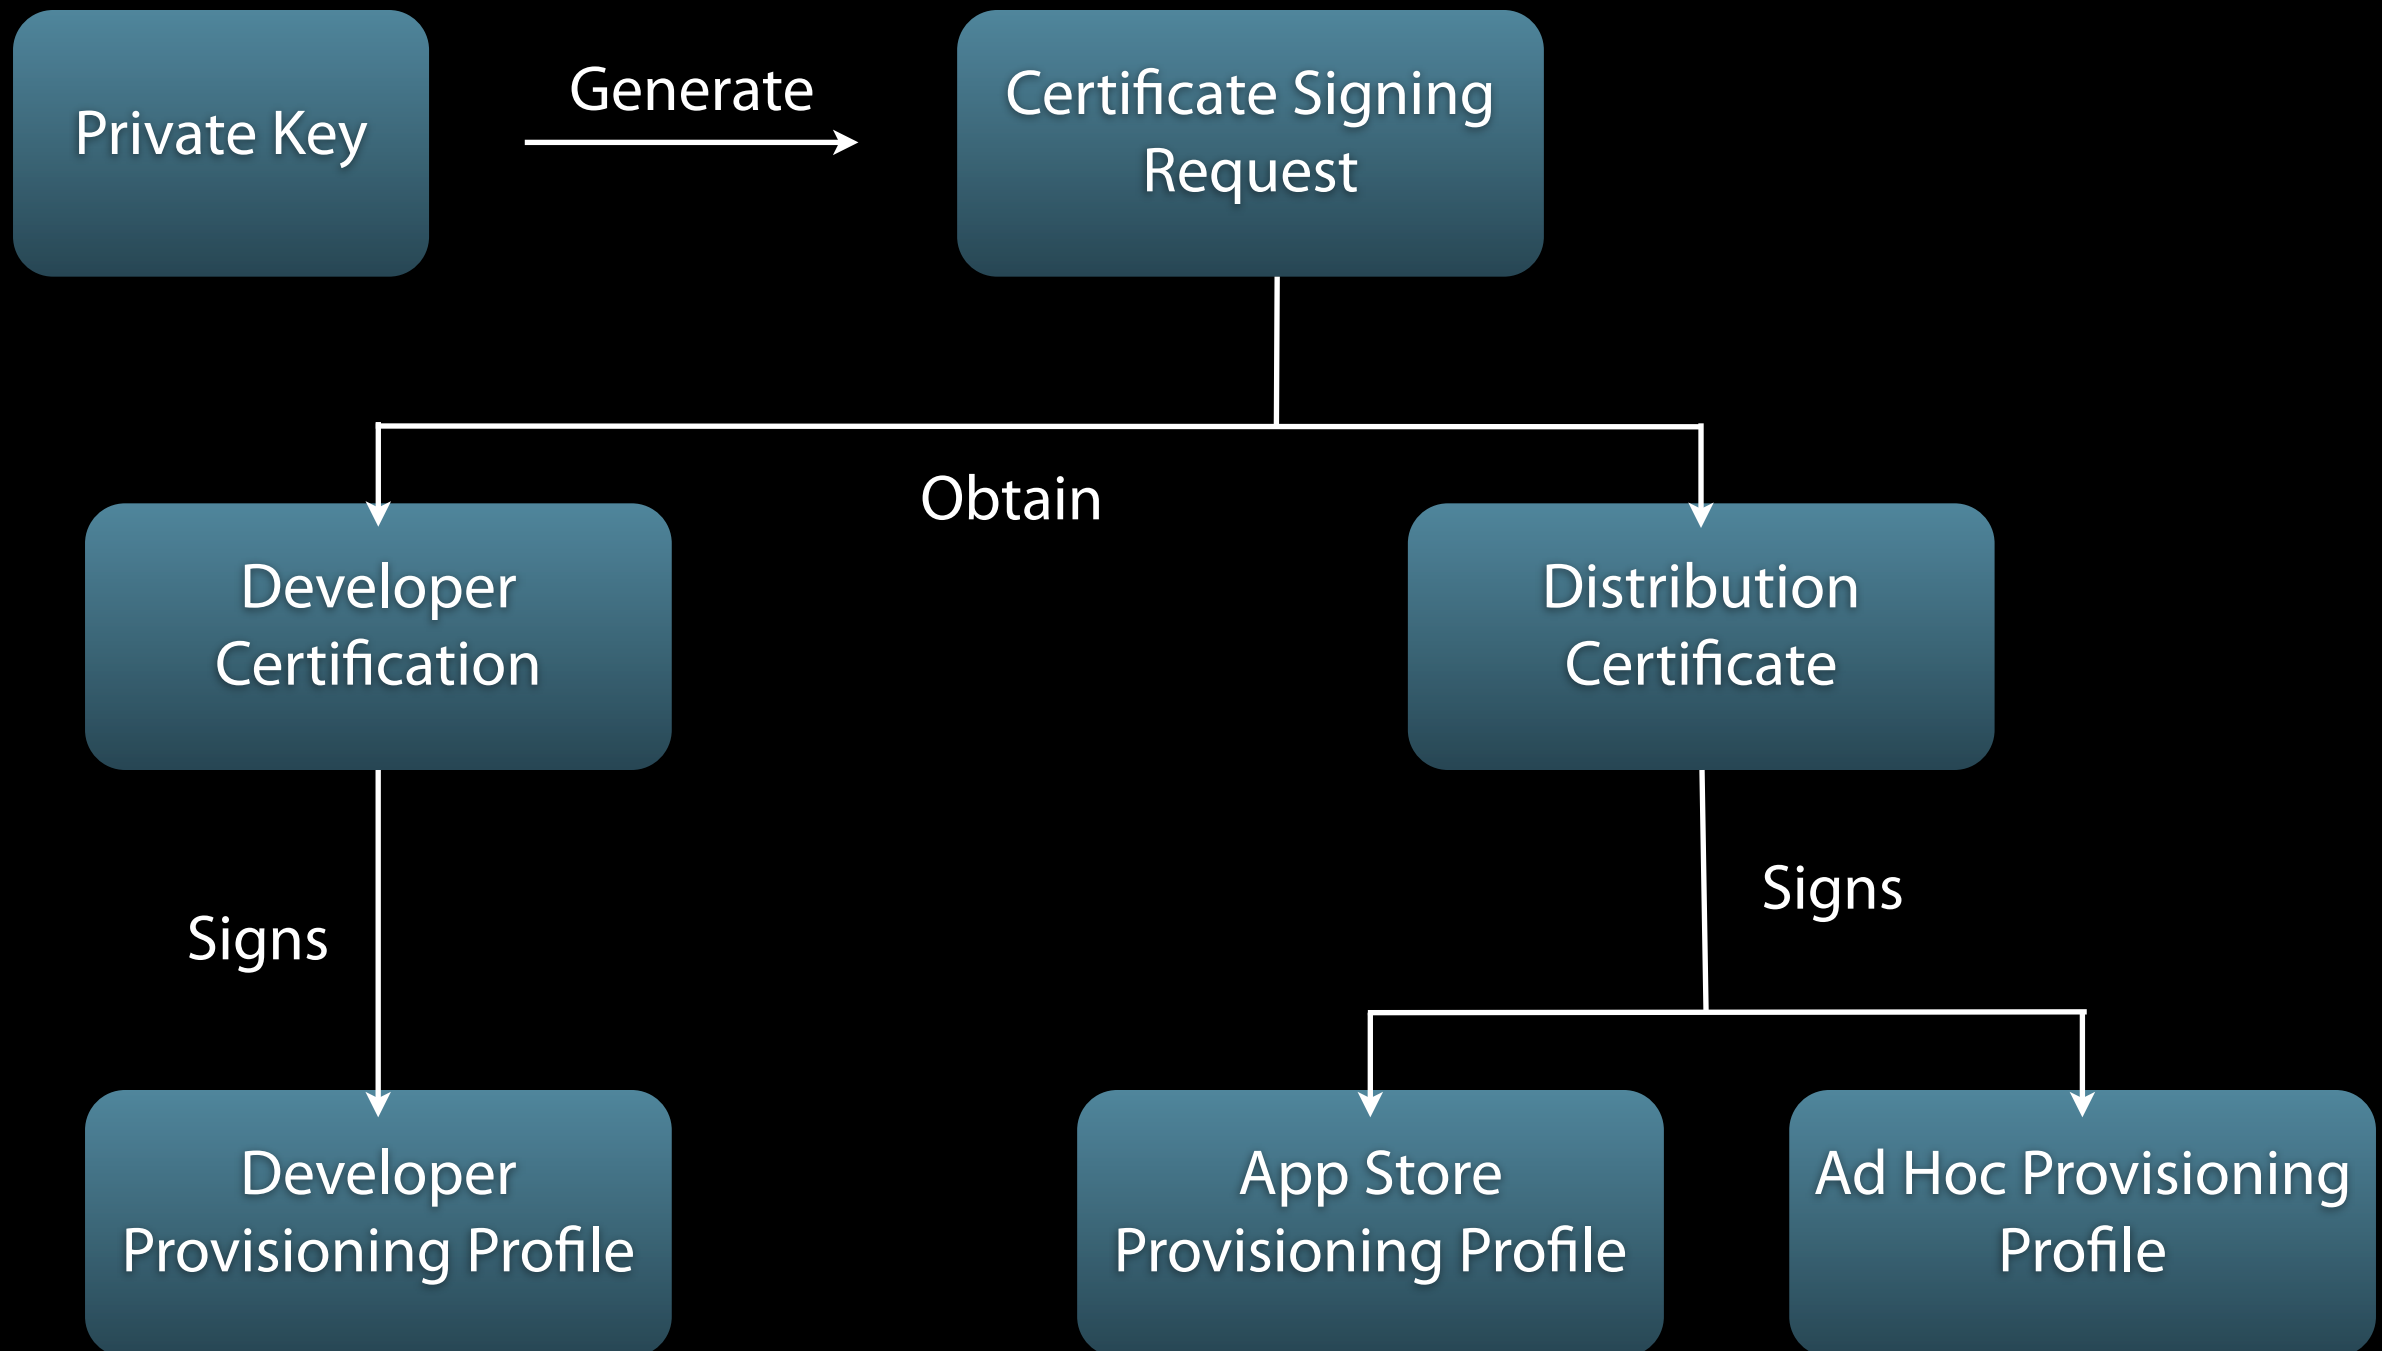 Private Key
Generate
Certificate Signing
Request
Obtain
Developer
Certification
Distribution
Certificate
Signs
Signs
Developer
Provisioning Profile
App Store
Provisioning Profile
Ad Hoc Provisioning
Profile